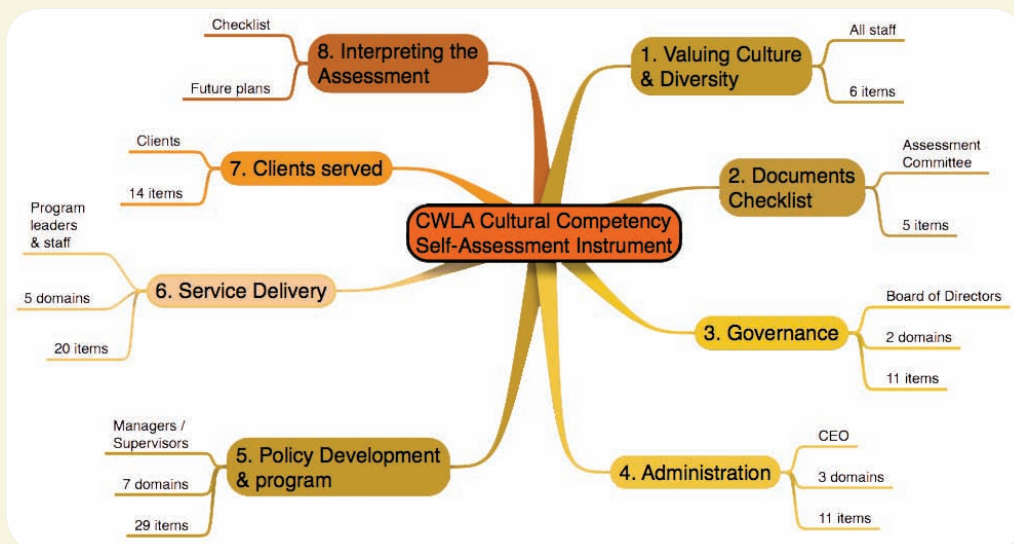 CWLA Cultural Competency
Self-Assessment Instrument
1. Valuing Culture
& Diversity
All staff
6 items
2. Documents
Checklist
Assessment
Committee
5 items
3. Governance
Board of Directors
2 domains
11 items
4. Administration
CEO
3 domains
11 items
5. Policy Development
& program
Managers /
Supervisors
7 domains
29 items
6. Service Delivery
Program
leaders
& staff
5 domains
20 items
7. Clients served
Clients
14 items
8. Interpreting the
Assessment
Checklist
Future plans